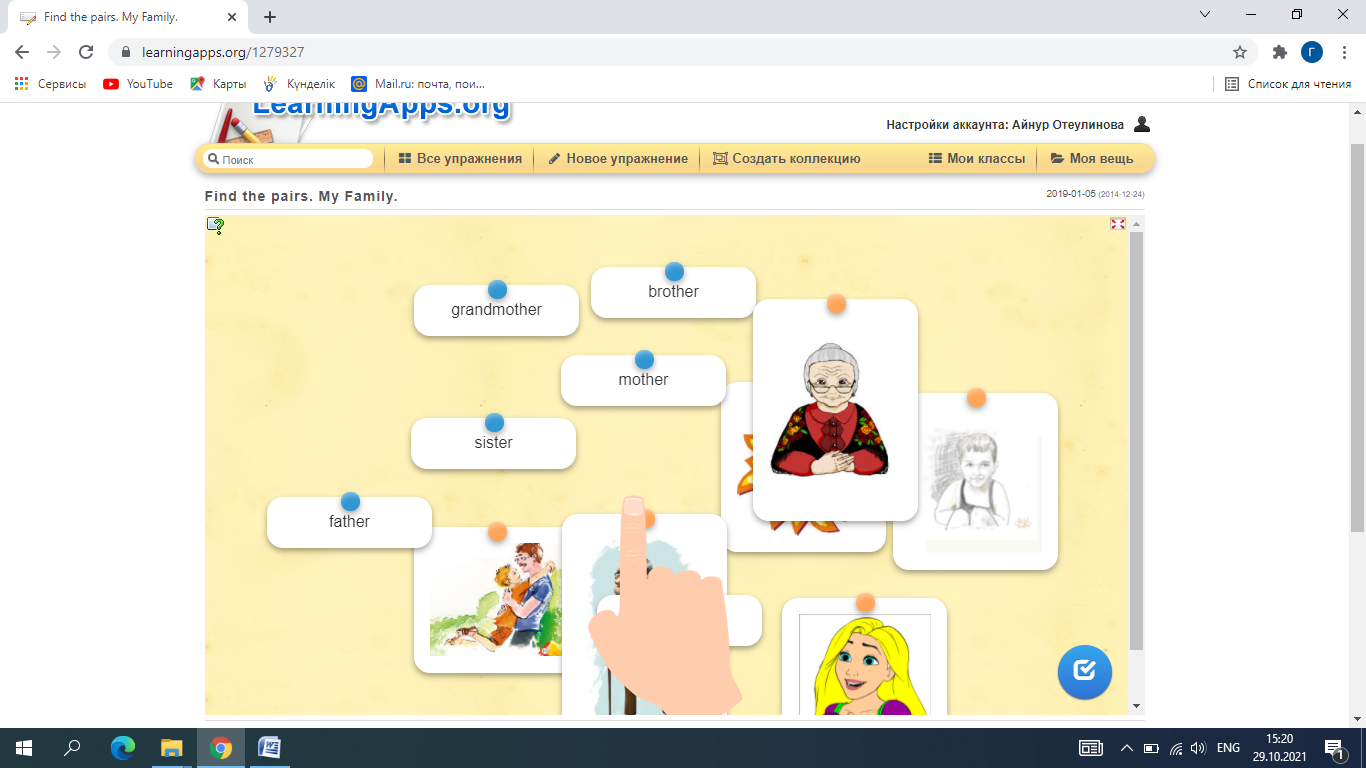 Find the pairs. My Family.
learningapps.org/1279327
Г
Сервисы
YouTube
Карты
Күнделік
Mail.ru: почта, пои...
Список для чтения
LearningApps.org
Настройки аккаунта: Айнур Отеулинова
Поиск
Все упражнения
Новое упражнение
Создать коллекцию
Мои классы
Моя вещь
Find the pairs. My Family.
2019-01-05 (2014-12-24)
brother
grandmother
mother
sister
father
15:20
ENG
29.10.2021
1